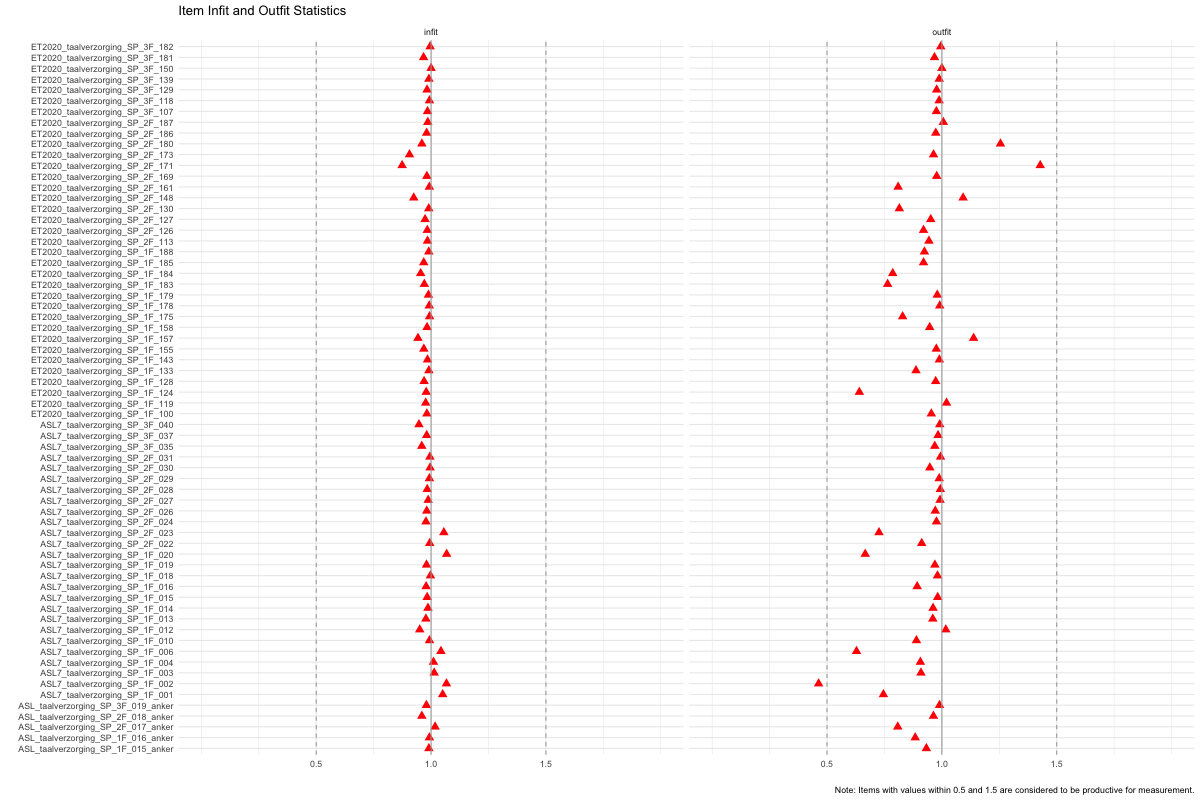 Item Infit and Outfit Statistics
infit
outfit
ET2020_taalverzorging_SP_3F_182
ET2020_taalverzorging_SP_3F_181
ET2020_taalverzorging_SP_3F_150
ET2020_taalverzorging_SP_3F_139
ET2020_taalverzorging_SP_3F_129
ET2020_taalverzorging_SP_3F_118
ET2020_taalverzorging_SP_3F_107
ET2020_taalverzorging_SP_2F_187
ET2020_taalverzorging_SP_2F_186
ET2020_taalverzorging_SP_2F_180
ET2020_taalverzorging_SP_2F_173
ET2020_taalverzorging_SP_2F_171
ET2020_taalverzorging_SP_2F_169
ET2020_taalverzorging_SP_2F_161
ET2020_taalverzorging_SP_2F_148
ET2020_taalverzorging_SP_2F_130
ET2020_taalverzorging_SP_2F_127
ET2020_taalverzorging_SP_2F_126
ET2020_taalverzorging_SP_2F_113
ET2020_taalverzorging_SP_1F_188
ET2020_taalverzorging_SP_1F_185
ET2020_taalverzorging_SP_1F_184
ET2020_taalverzorging_SP_1F_183
ET2020_taalverzorging_SP_1F_179
ET2020_taalverzorging_SP_1F_178
ET2020_taalverzorging_SP_1F_175
ET2020_taalverzorging_SP_1F_158
ET2020_taalverzorging_SP_1F_157
ET2020_taalverzorging_SP_1F_155
ET2020_taalverzorging_SP_1F_143
ET2020_taalverzorging_SP_1F_133
ET2020_taalverzorging_SP_1F_128
ET2020_taalverzorging_SP_1F_124
ET2020_taalverzorging_SP_1F_119
ET2020_taalverzorging_SP_1F_100
ASL7_taalverzorging_SP_3F_040
ASL7_taalverzorging_SP_3F_037
ASL7_taalverzorging_SP_3F_035
ASL7_taalverzorging_SP_2F_031
ASL7_taalverzorging_SP_2F_030
ASL7_taalverzorging_SP_2F_029
ASL7_taalverzorging_SP_2F_028
ASL7_taalverzorging_SP_2F_027
ASL7_taalverzorging_SP_2F_026
ASL7_taalverzorging_SP_2F_024
ASL7_taalverzorging_SP_2F_023
ASL7_taalverzorging_SP_2F_022
ASL7_taalverzorging_SP_1F_020
ASL7_taalverzorging_SP_1F_019
ASL7_taalverzorging_SP_1F_018
ASL7_taalverzorging_SP_1F_016
ASL7_taalverzorging_SP_1F_015
ASL7_taalverzorging_SP_1F_014
ASL7_taalverzorging_SP_1F_013
ASL7_taalverzorging_SP_1F_012
ASL7_taalverzorging_SP_1F_010
ASL7_taalverzorging_SP_1F_006
ASL7_taalverzorging_SP_1F_004
ASL7_taalverzorging_SP_1F_003
ASL7_taalverzorging_SP_1F_002
ASL7_taalverzorging_SP_1F_001
ASL_taalverzorging_SP_3F_019_anker
ASL_taalverzorging_SP_2F_018_anker
ASL_taalverzorging_SP_2F_017_anker
ASL_taalverzorging_SP_1F_016_anker
ASL_taalverzorging_SP_1F_015_anker
0.5 1.0 1.5
0.5 1.0 1.5
Note: Items with values within 0.5 and 1.5 are considered to be productive for measurement.